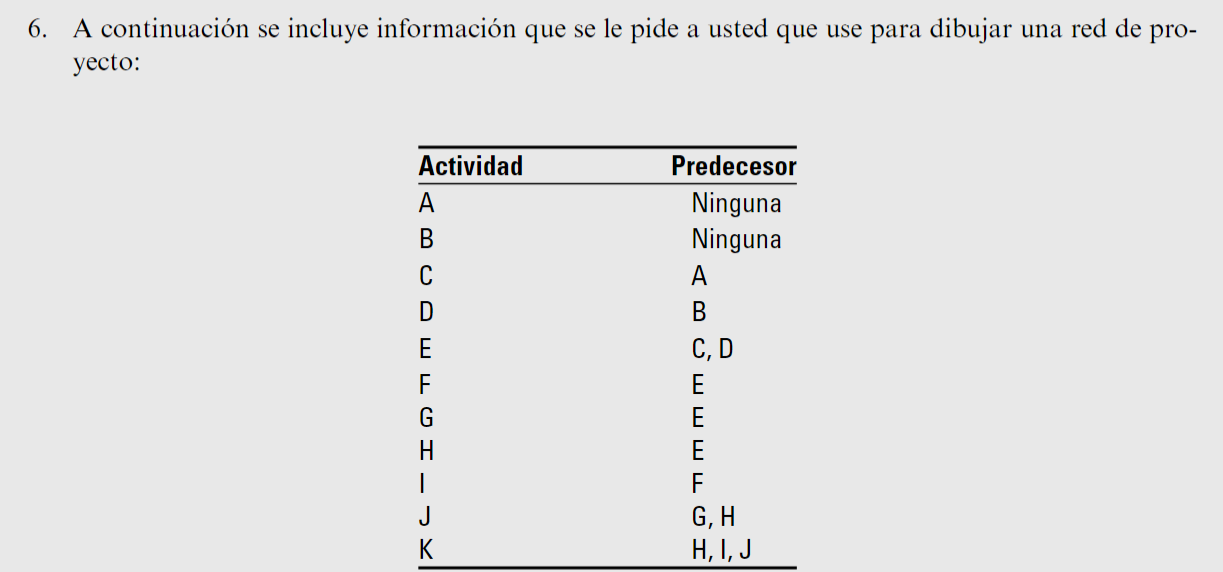 6. A continuación se incluye información que se le pide a usted que use para dibujar una red de pro-
yecto:
Actividad Predecesor
A Ninguna
B Ninguna
C A
D B
E C, D
F E
G E
H E
I F
J G, H
K H, I, J